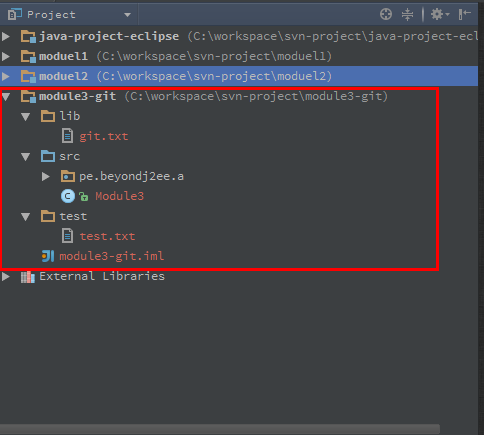 Project
java-project-eclipse (C:\workspace\svn-project\java-project-ecl
moduel1 (C:\workspace\svn-project\moduel1)
moduel2 (C:\workspace\svn-project\moduel2)
module3-git (C:\workspace\svn-project\module3-git)
lib
git.txt
src
pe.beyondj2ee.a
Module3
test
test.txt
module3-git.iml
External Libraries